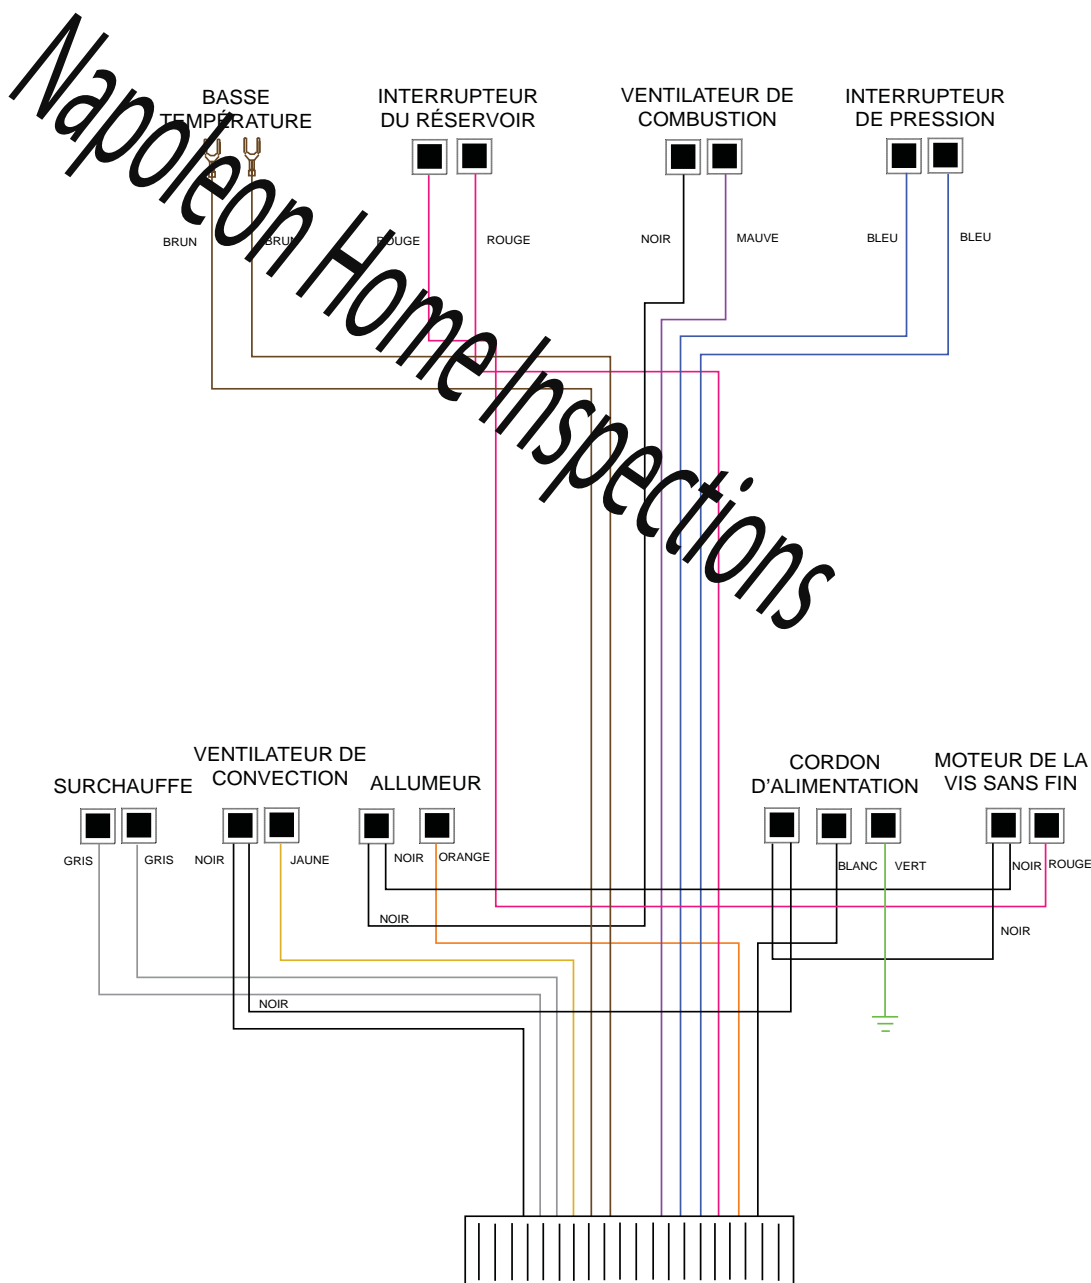 Napoleon Home Inspections
BASSE
TEMPÉRATURE
INTERRUPTEUR
DU RÉSERVOIR
VENTILATEUR DE
COMBUSTION
INTERRUPTEUR
DE PRESSION
BRUN
BRUN
ROUGE
ROUGE
NOIR
MAUVE
BLEU
BLEU
SURCHAUFFE
VENTILATEUR DE
CONVECTION
ALLUMEUR
CORDON
D'ALIMENTATION
MOTEUR DE LA
VIS SANS FIN
GRIS
GRIS
NOIR
JAUNE
NOIR
ORANGE
BLANC
VERT
NOIR
ROUGE
NOIR
NOIR
NOIR